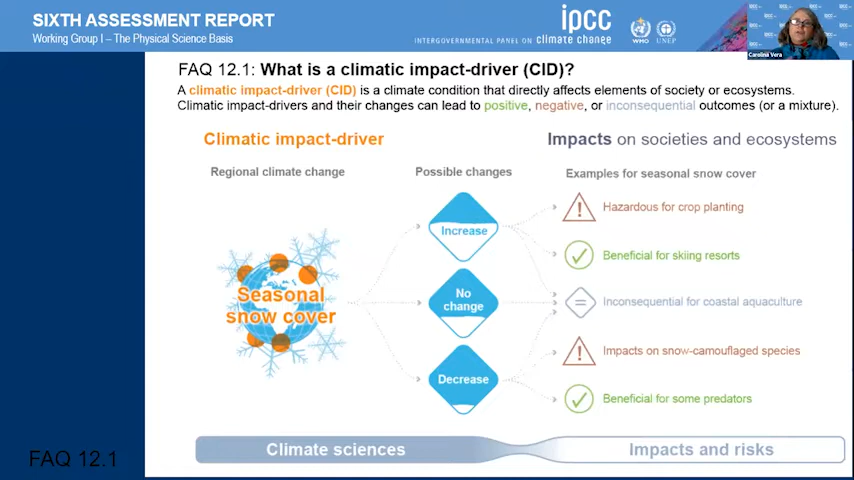 SIXTH ASSESSMENT REPORT
Working Group I – The Physical Science Basis
INTERGOVERNMENTAL PANEL ON climate change
ipcc
WMO
UNEP
Carolina Vera
FAQ 12.1: What is a climatic impact-driver (CID)?
A climatic impact-driver (CID) is a climate condition that directly affects elements of society or ecosystems.
Climatic impact-drivers and their changes can lead to positive, negative, or inconsequential outcomes (or a mixture).
Climatic impact-driver
Impacts on societies and ecosystems
Regional climate change
Possible changes
Examples for seasonal snow cover
Seasonal
snow cover
Increase
No
change
Decrease
Hazardous for crop planting
Beneficial for skiing resorts
Inconsequential for coastal aquaculture
Impacts on snow-camouflaged species
Beneficial for some predators
Climate sciences
Impacts and risks
FAQ 12.1